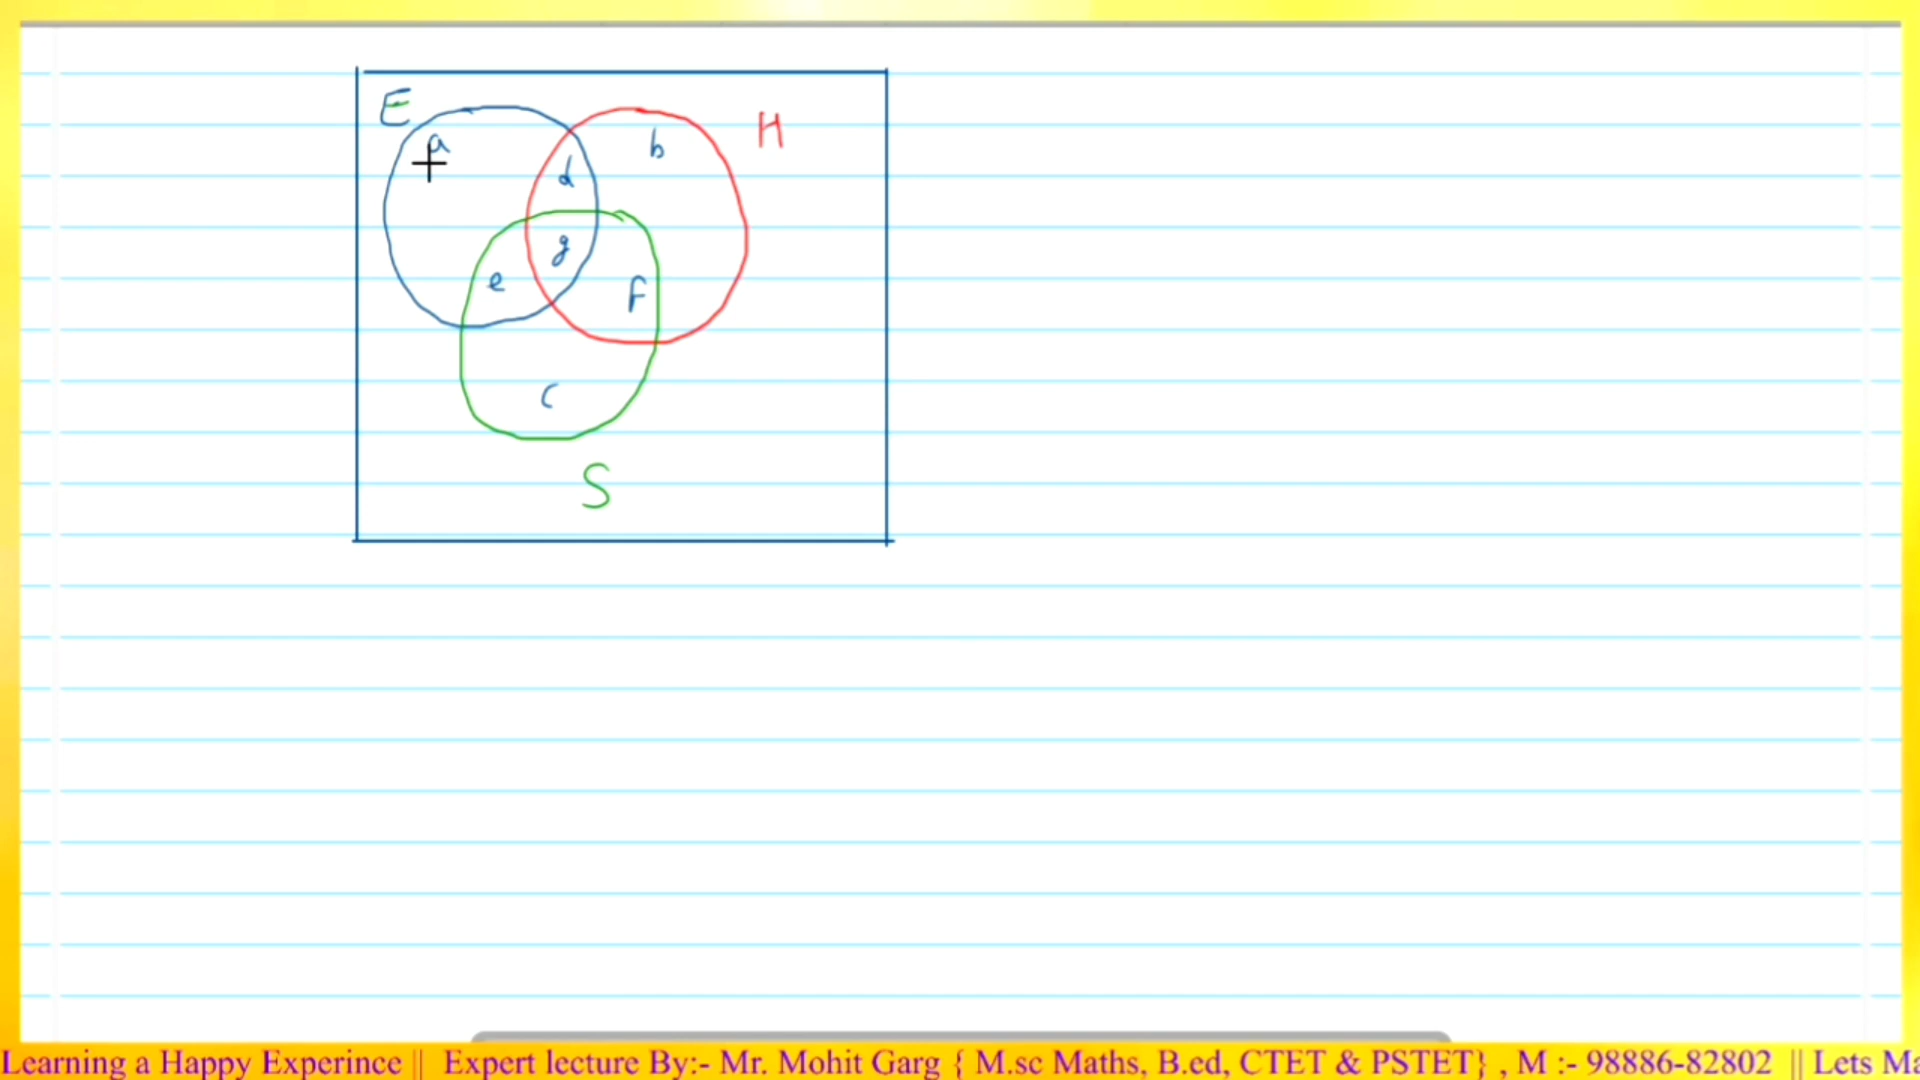 E
H
a
b
d
g
e
f
c
S
Learning a Happy Experince || Expert lecture By:- Mr. Mohit Garg { M.sc Maths, B.ed, CTET & PSTET} , M :- 98886-82802 || Lets Ma